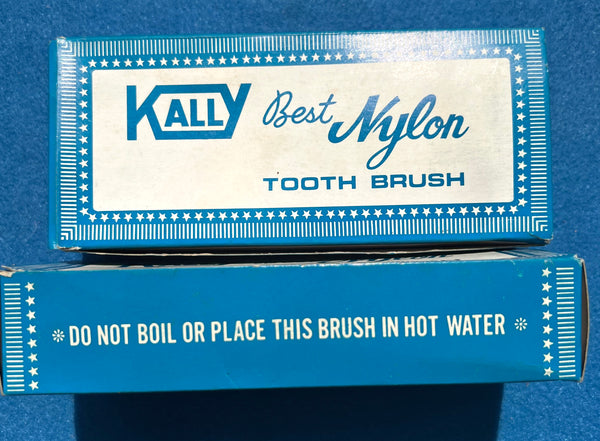 KALLY Best Nylon
TOOTH BRUSH
DO NOT BOIL OR PLACE THIS BRUSH IN HOT WATER